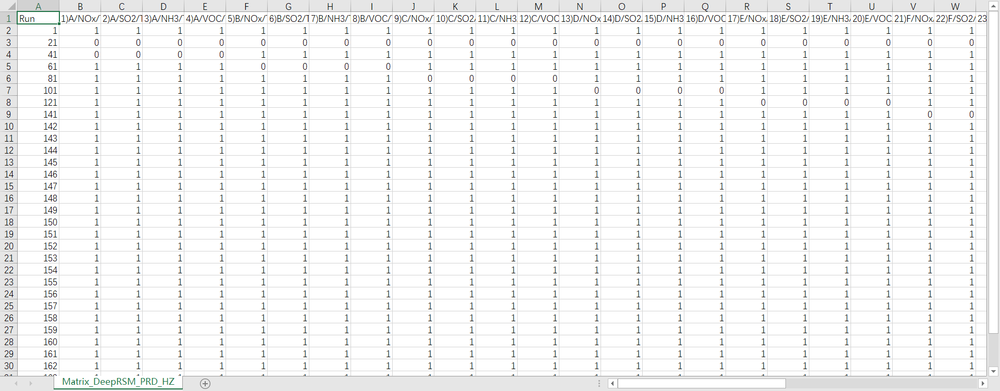 A B C D E F G H I J K L M N O P Q R S T U V W
1 Run 1)A/NOx/ 2)A/SO2/T 3)A/NH3/ 4)A/VOC/ 5)B/NOx/ 6)B/SO2/T 7)B/NH3/ 8)B/VOC/ 9)C/NOx/ 10)C/SO2/ 11)C/NH3 12)C/VOC 13)D/NOx 14)D/SO2 15)D/NH3 16)D/VOC 17)E/NOx 18)E/SO2/ 19)E/NH3/ 20)E/VOC 21)F/NOx/ 22)F/SO2/ 23
2 1 1 1 1 1 1 1 1 1 1 1 1 1 1 1 1 1 1 1 1 1 1 1
3 21 0 0 0 0 0 0 0 0 0 0 0 0 0 0 0 0 0 0 0 0 0 0
4 41 0 0 0 0 1 1 1 1 1 1 1 1 1 1 1 1 1 1 1 1 1 1
5 61 1 1 1 1 0 0 0 0 1 1 1 1 1 1 1 1 1 1 1 1 1 1
6 81 1 1 1 1 1 1 1 1 0 0 0 0 1 1 1 1 1 1 1 1 1 1
7 101 1 1 1 1 1 1 1 1 1 1 1 1 0 0 0 0 1 1 1 1 1 1
8 121 1 1 1 1 1 1 1 1 1 1 1 1 1 1 1 1 0 0 0 0 1 1
9 141 1 1 1 1 1 1 1 1 1 1 1 1 1 1 1 1 1 1 1 1 0 0
10 142 1 1 1 1 1 1 1 1 1 1 1 1 1 1 1 1 1 1 1 1 1 1
11 143 1 1 1 1 1 1 1 1 1 1 1 1 1 1 1 1 1 1 1 1 1 1
12 144 1 1 1 1 1 1 1 1 1 1 1 1 1 1 1 1 1 1 1 1 1 1
13 145 1 1 1 1 1 1 1 1 1 1 1 1 1 1 1 1 1 1 1 1 1 1
14 146 1 1 1 1 1 1 1 1 1 1 1 1 1 1 1 1 1 1 1 1 1 1
15 147 1 1 1 1 1 1 1 1 1 1 1 1 1 1 1 1 1 1 1 1 1 1
16 148 1 1 1 1 1 1 1 1 1 1 1 1 1 1 1 1 1 1 1 1 1 1
17 149 1 1 1 1 1 1 1 1 1 1 1 1 1 1 1 1 1 1 1 1 1 1
18 150 1 1 1 1 1 1 1 1 1 1 1 1 1 1 1 1 1 1 1 1 1 1
19 151 1 1 1 1 1 1 1 1 1 1 1 1 1 1 1 1 1 1 1 1 1 1
20 152 1 1 1 1 1 1 1 1 1 1 1 1 1 1 1 1 1 1 1 1 1 1
21 153 1 1 1 1 1 1 1 1 1 1 1 1 1 1 1 1 1 1 1 1 1 1
22 154 1 1 1 1 1 1 1 1 1 1 1 1 1 1 1 1 1 1 1 1 1 1
23 155 1 1 1 1 1 1 1 1 1 1 1 1 1 1 1 1 1 1 1 1 1 1
24 156 1 1 1 1 1 1 1 1 1 1 1 1 1 1 1 1 1 1 1 1 1 1
25 157 1 1 1 1 1 1 1 1 1 1 1 1 1 1 1 1 1 1 1 1 1 1
26 158 1 1 1 1 1 1 1 1 1 1 1 1 1 1 1 1 1 1 1 1 1 1
27 159 1 1 1 1 1 1 1 1 1 1 1 1 1 1 1 1 1 1 1 1 1 1
28 160 1 1 1 1 1 1 1 1 1 1 1 1 1 1 1 1 1 1 1 1 1 1
29 161 1 1 1 1 1 1 1 1 1 1 1 1 1 1 1 1 1 1 1 1 1 1
30 162 1 1 1 1 1 1 1 1 1 1 1 1 1 1 1 1 1 1 1 1 1 1
Matrix_DeepRSM_PRD_HZ